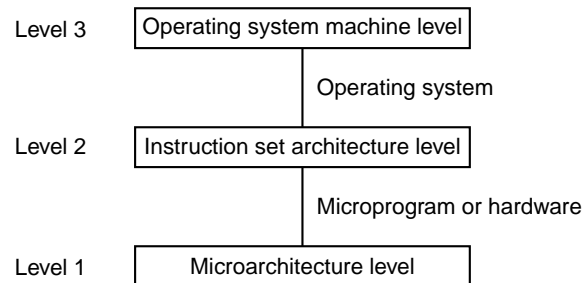 Level 3
Operating system machine level
Operating system
Level 2
Instruction set architecture level
Microprogram or hardware
Level 1
Microarchitecture level